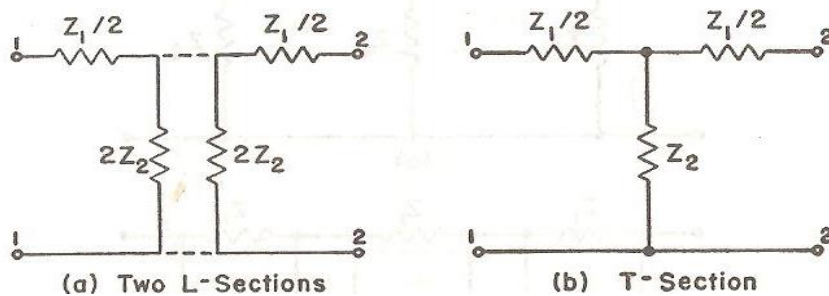 Z₁/2
Z₁/2
1
2
2Z₂
2Z₂
1
2
(a) Two L-Sections
Z₁/2
Z₁/2
1
2
Z₂
1
2
(b) T-Section